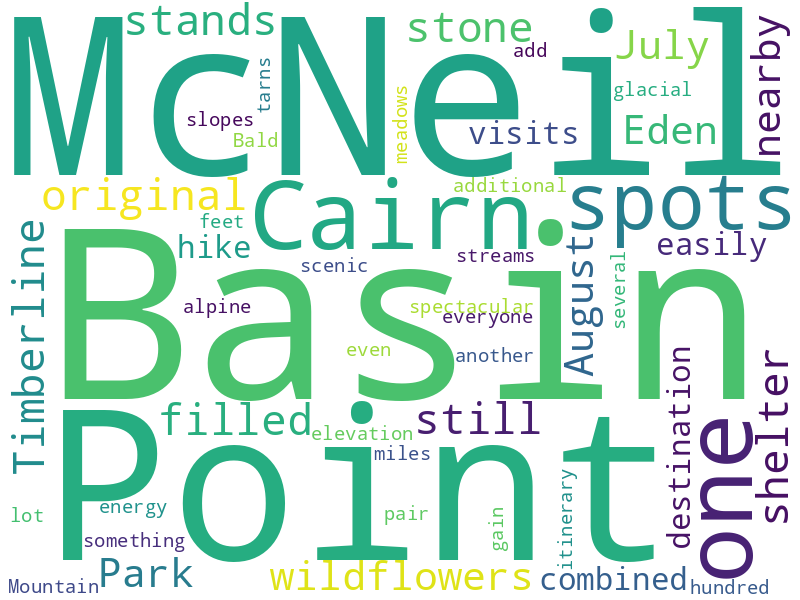 McNeil
stands
stone
add
July
nearby
tarns
glacial
meadows
slopes
Bald
visits
Eden
original
additional
spots
feet
Cairn
hike
easily
scenic
streams
Timberline
Basin
August
several
alpine
spectacular
everyone
even
another
destination
shelter
Point
filled
still
one
elevation
miles
energy
lot
pair
gain
itinerary
something
Park
wildflowers
combined
Mountain
hundred